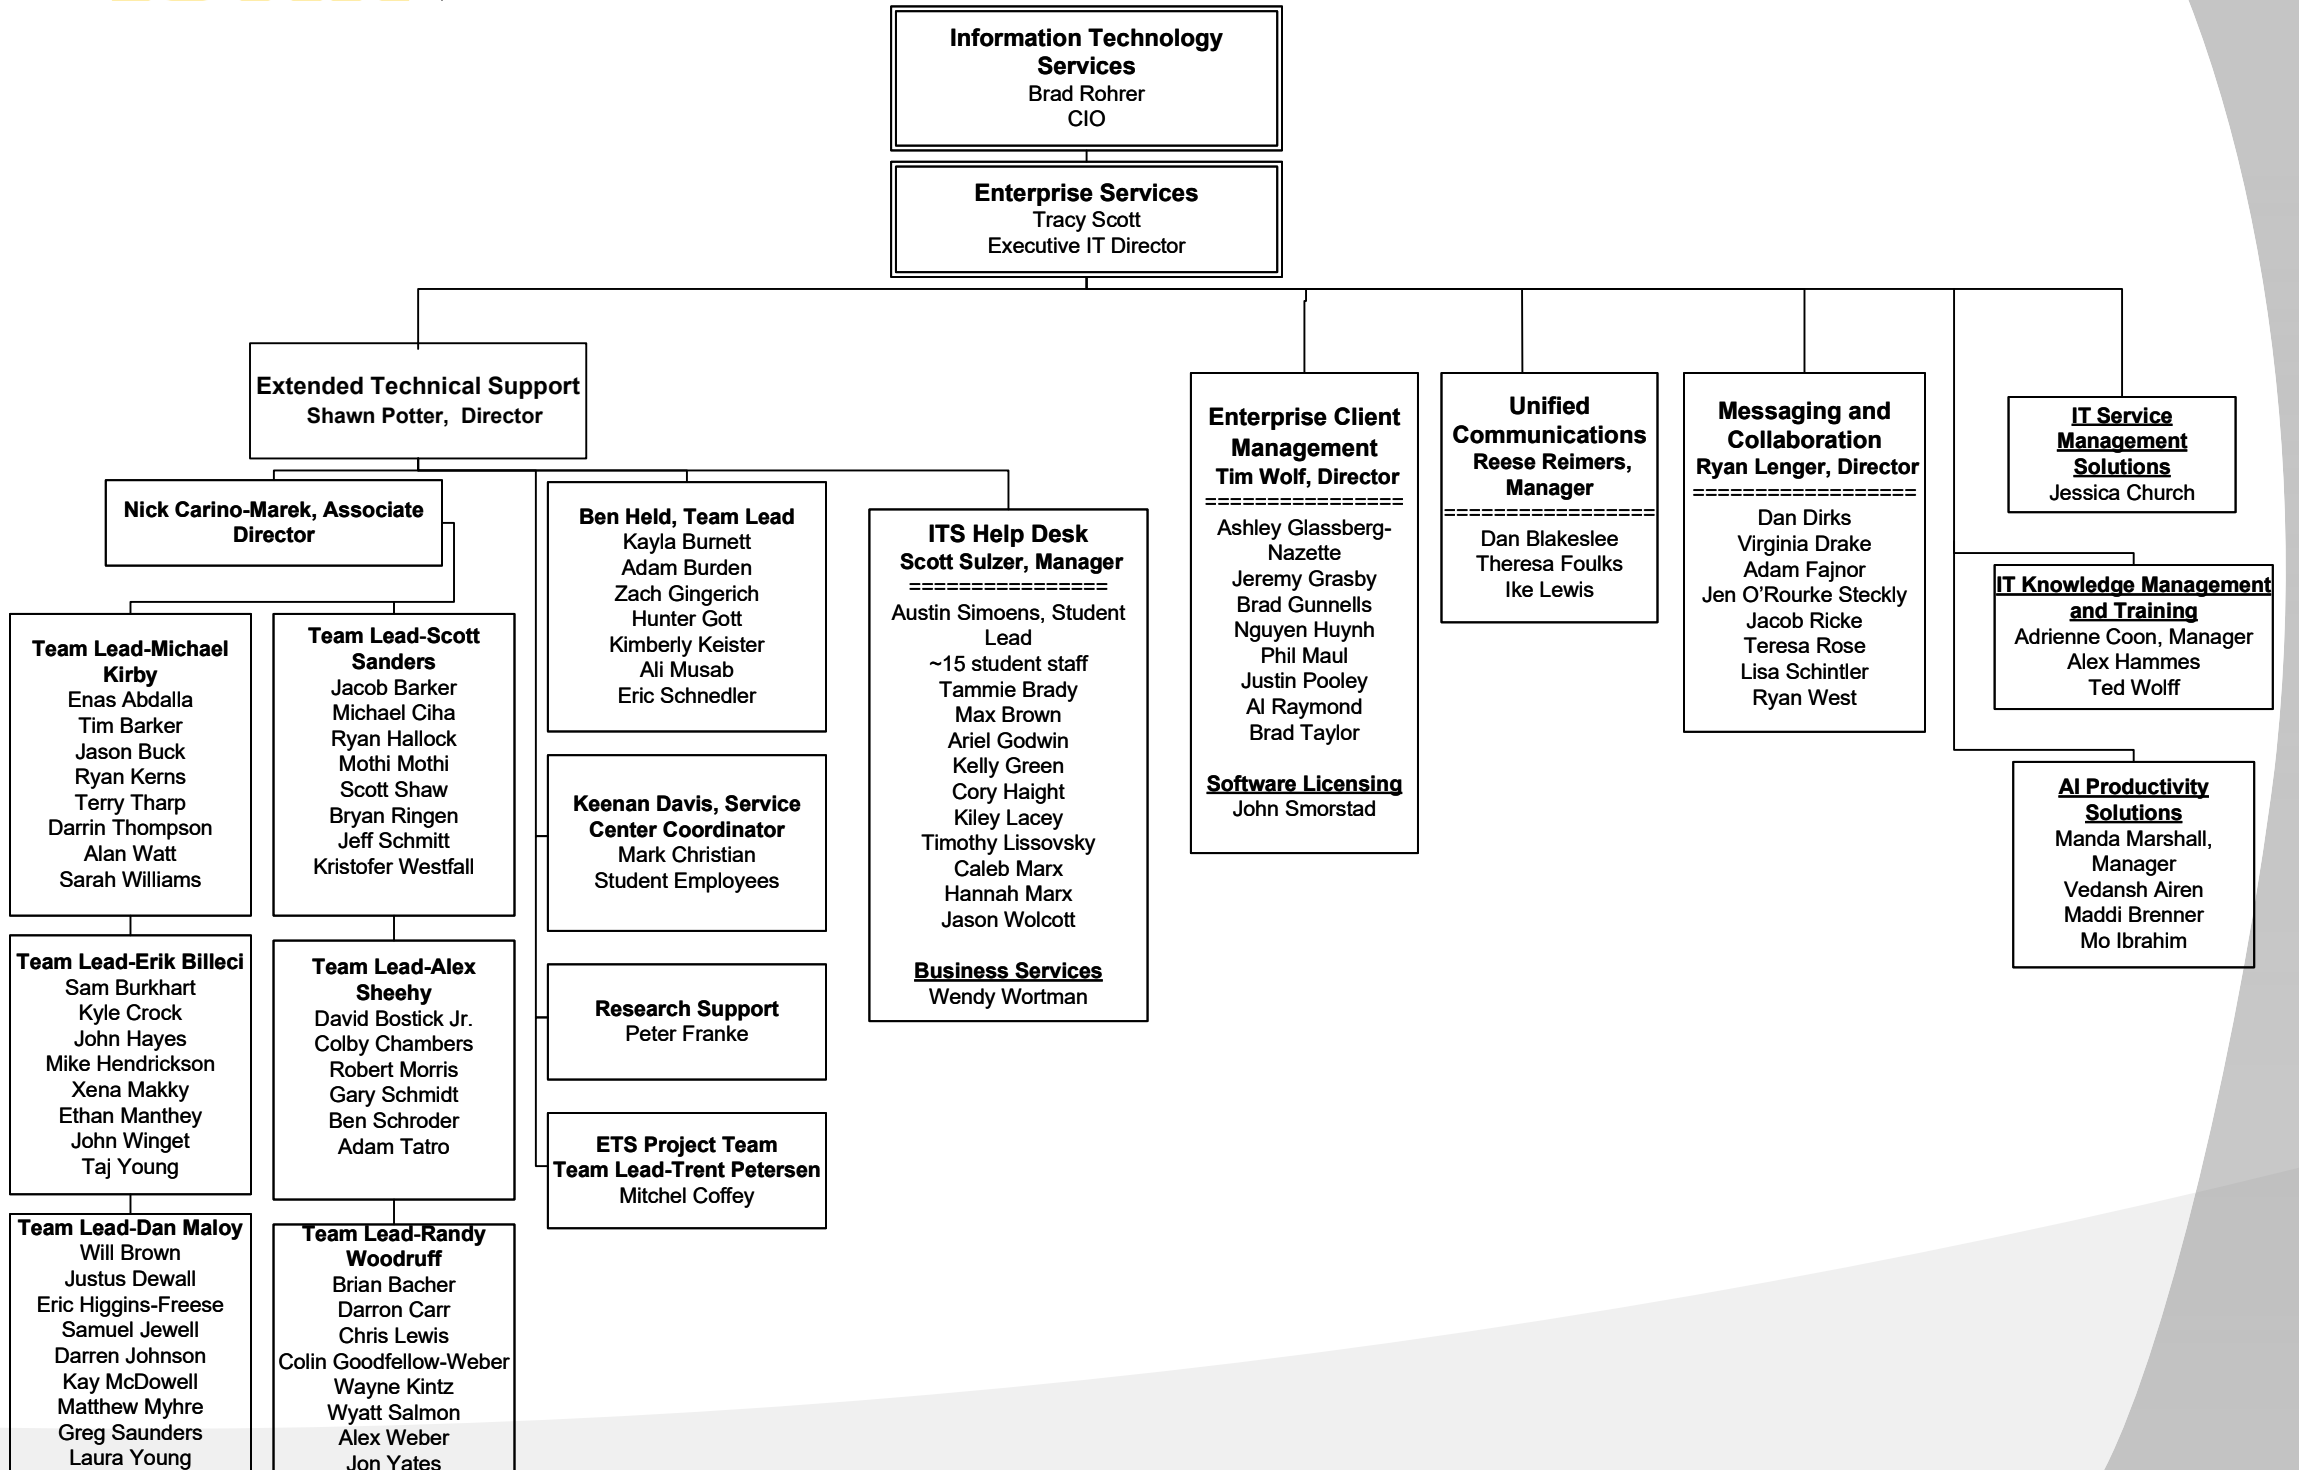 Information Technology
Services
Brad Rohrer
CIO
Enterprise Services
Tracy Scott
Executive IT Director
Extended Technical Support
Shawn Potter,  Director
Nick Carino-Marek, Associate
Director
Team Lead-Michael
Kirby
Enas Abdalla
Tim Barker
Jason Buck
Ryan Kerns
Terry Tharp
Darrin Thompson
Alan Watt
Sarah Williams
Team Lead-Erik Billeci
Sam Burkhart
Kyle Crock
John Hayes
Mike Hendrickson
Xena Makky
Ethan Manthey
John Winget
Taj Young
Team Lead-Dan Maloy
Will Brown
Justus Dewall
Eric Higgins-Freese
Samuel Jewell
Darren Johnson
Kay McDowell
Matthew Myhre
Greg Saunders
Laura Young
Team Lead-Scott
Sanders
Jacob Barker
Michael Ciha
Ryan Hallock
Mothi Mothi
Scott Shaw
Bryan Ringen
Jeff Schmitt
Kristofer Westfall
Team Lead-Alex
Sheehy
David Bostick Jr.
Colby Chambers
Robert Morris
Gary Schmidt
Ben Schroder
Adam Tatro
Team Lead-Randy
Woodruff
Brian Bacher
Darron Carr
Chris Lewis
Colin Goodfellow-Weber
Wayne Kintz
Wyatt Salmon
Alex Weber
Jon Yates
Ben Held, Team Lead
Kayla Burnett
Adam Burden
Zach Gingerich
Hunter Gott
Kimberly Keister
Ali Musab
Eric Schnedler
Keenan Davis, Service
Center Coordinator
Mark Christian
Student Employees
Research Support
Peter Franke
ETS Project Team
Team Lead-Trent Petersen
Mitchel Coffey
ITS Help Desk
Scott Sulzer, Manager
================
Austin Simoens, Student
Lead
~15 student staff
Tammie Brady
Max Brown
Ariel Godwin
Kelly Green
Cory Haight
Kiley Lacey
Timothy Lissovsky
Caleb Marx
Hannah Marx
Jason Wolcott
Business Services
Wendy Wortman
Enterprise Client
Management
Tim Wolf, Director
================
Ashley Glassberg-
Nazette
Jeremy Grasby
Brad Gunnells
Nguyen Huynh
Phil Maul
Justin Pooley
Al Raymond
Brad Taylor
Software Licensing
John Smorstad
Unified
Communications
Reese Reimers,
Manager
=================
Dan Blakeslee
Theresa Foulks
Ike Lewis
Messaging and
Collaboration
Ryan Lenger, Director
==================
Dan Dirks
Virginia Drake
Adam Fajnor
Jen O’Rourke Steckly
Jacob Ricke
Teresa Rose
Lisa Schintler
Ryan West
IT Service
Management
Solutions
Jessica Church
IT Knowledge Management
and Training
Adrienne Coon, Manager
Alex Hammes
Ted Wolff
AI Productivity
Solutions
Manda Marshall,
Manager
Vedansh Airen
Maddi Brenner
Mo Ibrahim